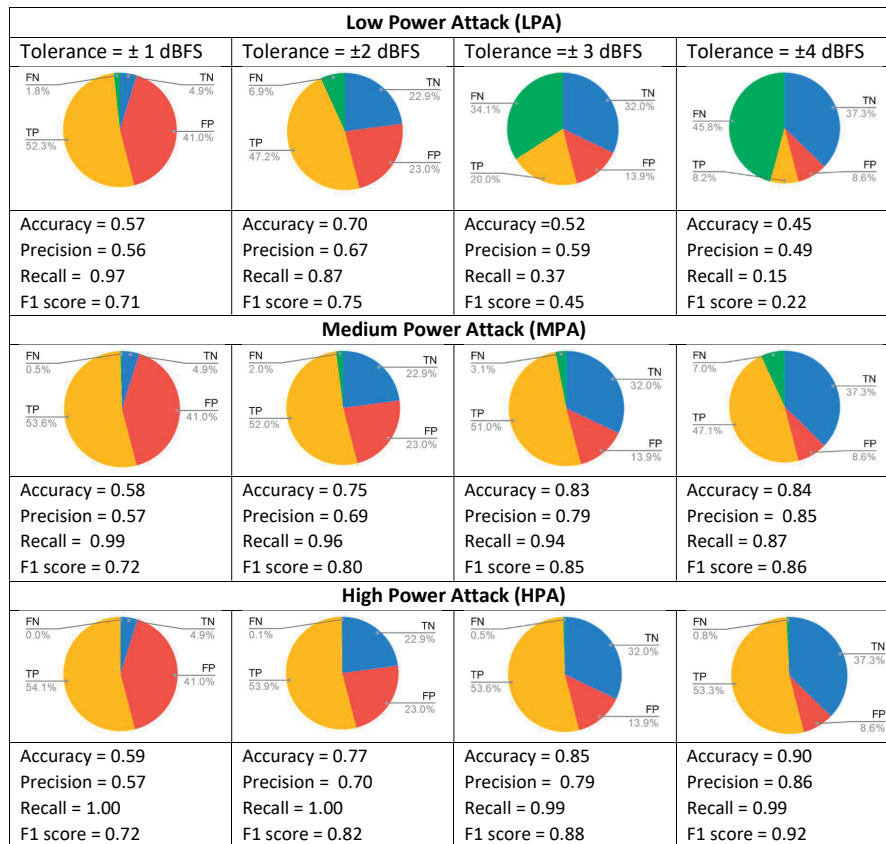 Low Power Attack (LPA)
Tolerance = ± 1 dBFS
Tolerance = ±2 dBFS
Tolerance =± 3 dBFS
Tolerance = ±4 dBFS
FN
1.8%
TN
4.9%
TP
52.3%
FP
41.0%
FN
6.9%
TN
22.9%
TP
47.2%
FP
23.0%
FN
34.1%
TN
32.0%
TP
20.0%
FP
13.9%
FN
45.8%
TN
37.3%
TP
8.2%
FP
8.6%
Accuracy = 0.57
Precision = 0.56
Recall = 0.97
F1 score = 0.71
Accuracy = 0.70
Precision = 0.67
Recall = 0.87
F1 score = 0.75
Accuracy =0.52
Precision = 0.59
Recall = 0.37
F1 score = 0.45
Accuracy = 0.45
Precision = 0.49
Recall = 0.15
F1 score = 0.22
Medium Power Attack (MPA)
FN
0.5%
TN
4.9%
TP
53.6%
FP
41.0%
FN
2.0%
TN
22.9%
TP
52.0%
FP
23.0%
FN
3.1%
TN
32.0%
TP
51.0%
FP
13.9%
FN
7.0%
TN
37.3%
TP
47.1%
FP
8.6%
Accuracy = 0.58
Precision = 0.57
Recall = 0.99
F1 score = 0.72
Accuracy = 0.75
Precision = 0.69
Recall = 0.96
F1 score = 0.80
Accuracy = 0.83
Precision = 0.79
Recall = 0.94
F1 score = 0.85
Accuracy = 0.84
Precision = 0.85
Recall = 0.87
F1 score = 0.86
High Power Attack (HPA)
FN
0.0%
TN
4.9%
TP
54.1%
FP
41.0%
FN
0.1%
TN
22.9%
TP
53.9%
FP
23.0%
FN
0.5%
TN
32.0%
TP
53.6%
FP
13.9%
FN
0.8%
TN
37.3%
TP
53.3%
FP
8.6%
Accuracy = 0.59
Precision = 0.57
Recall = 1.00
F1 score = 0.72
Accuracy = 0.77
Precision = 0.70
Recall = 1.00
F1 score = 0.82
Accuracy = 0.85
Precision = 0.79
Recall = 0.99
F1 score = 0.88
Accuracy = 0.90
Precision = 0.86
Recall = 0.99
F1 score = 0.92